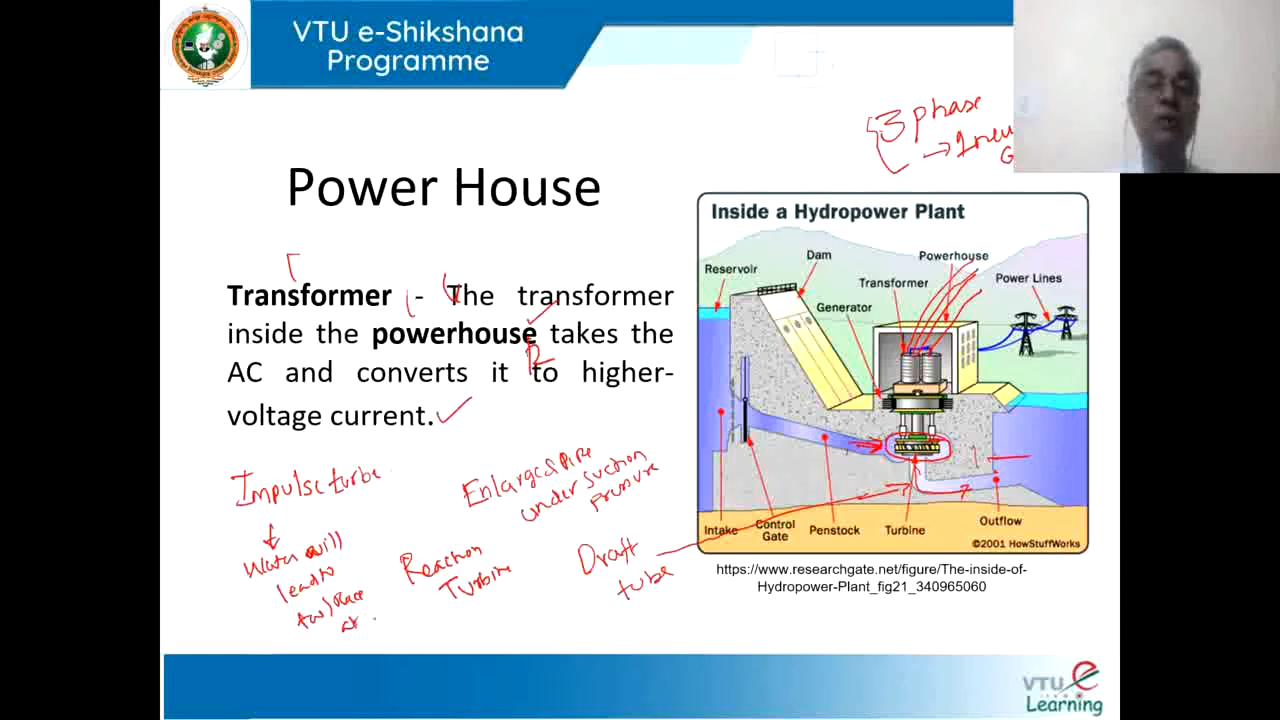 VTU e-Shikshana
Programme
3 phase
Power House
Transformer - The transformer
inside the powerhouse takes the
AC and converts it to higher-
voltage current.
Impulse turbe
Water will
lead to
at
Enlarged pipe
under suction
pressure
Reaction
Turbine
Draft
tube
Inside a Hydropower Plant
Reservoir
Dam
Powerhouse
Transformer
Power Lines
Generator
Intake
Control
Gate
Penstock
Turbine
Outflow
©2001 HowStuffWorks
https://www.researchgate.net/figure/The-inside-of-
Hydropower-Plant_fig21_340965060
VTU e
Learning